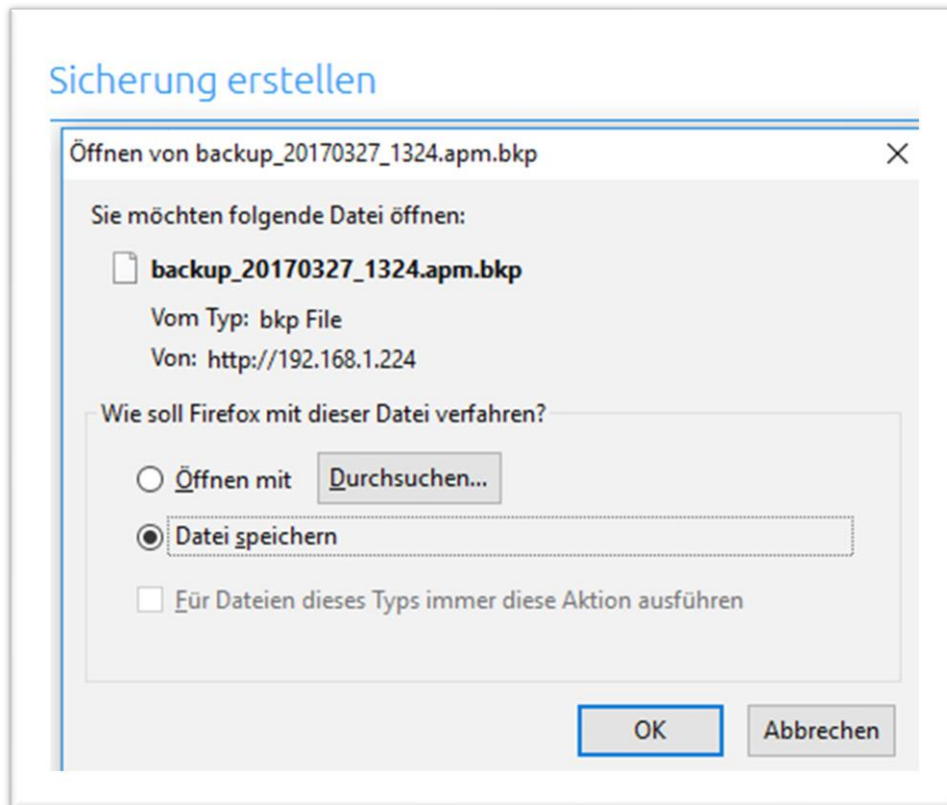 Sicherung erstellen
Öffnen von backup_20170327_1324.apm.bkp
Sie möchten folgende Datei öffnen:
backup_20170327_1324.apm.bkp
Vom Typ: bkp File
Von: http://192.168.1.224
Wie soll Firefox mit dieser Datei verfahren?
Öffnen mit Durchsuchen...
Datei speichern
Für Dateien dieses Typs immer diese Aktion ausführen
OK Abbrechen